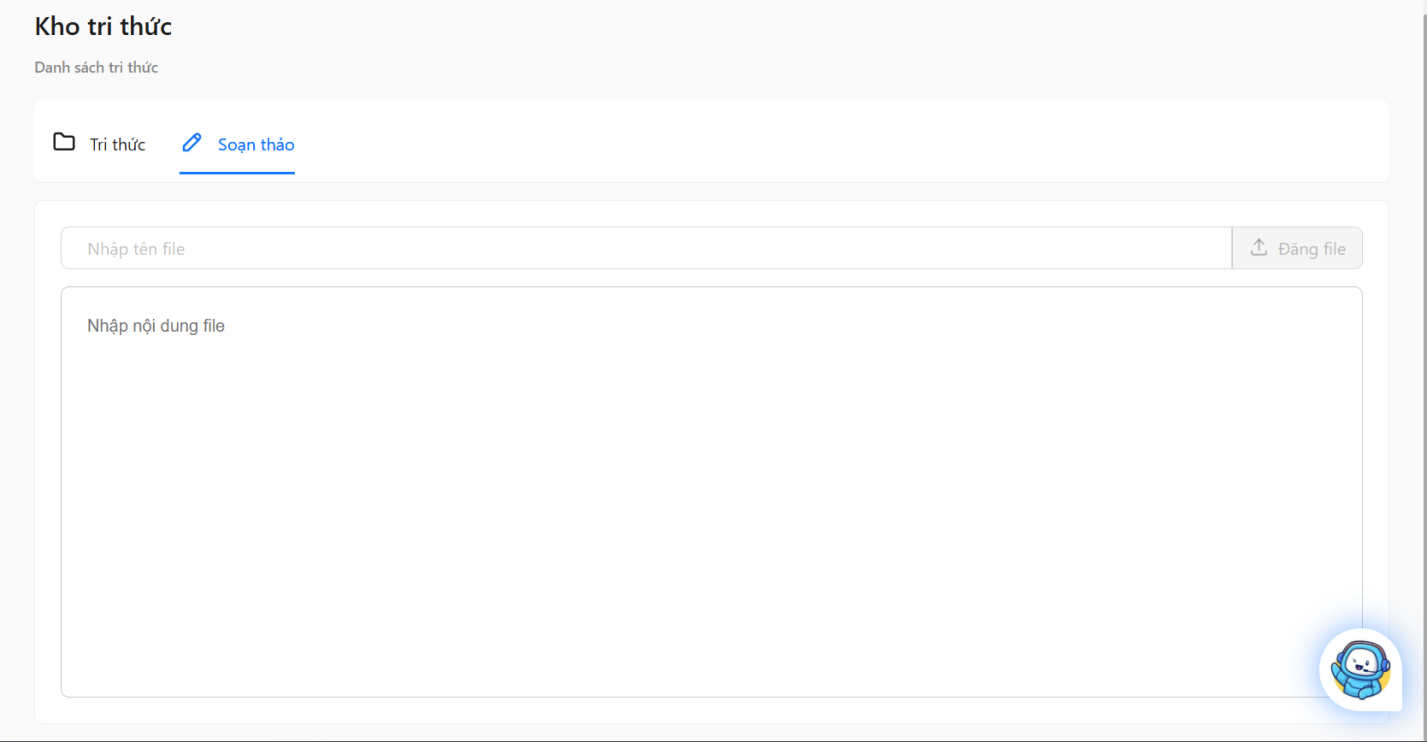 Kho tri thức
Danh sách tri thức
Tri thức
Soạn thảo
Nhập tên file
Đăng file
Nhập nội dung file